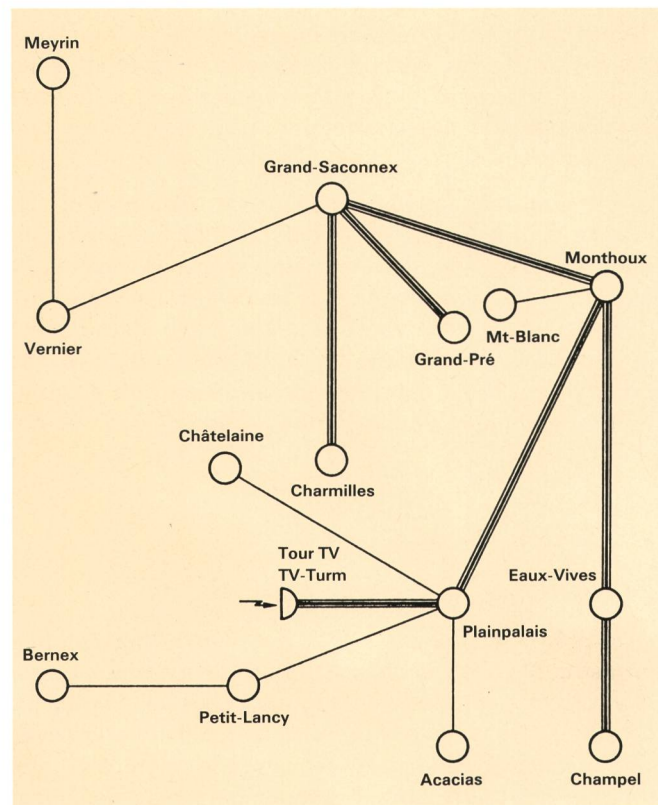 Meyrin
Grand-Saconnex
Monthoux
Mt-Blanc
Vernier
Grand-Pré
Châtelaine
Charmilles
Tour TV
TV-Turm
Eaux-Vives
Plainpalais
Bernex
Petit-Lancy
Acacias
Champel